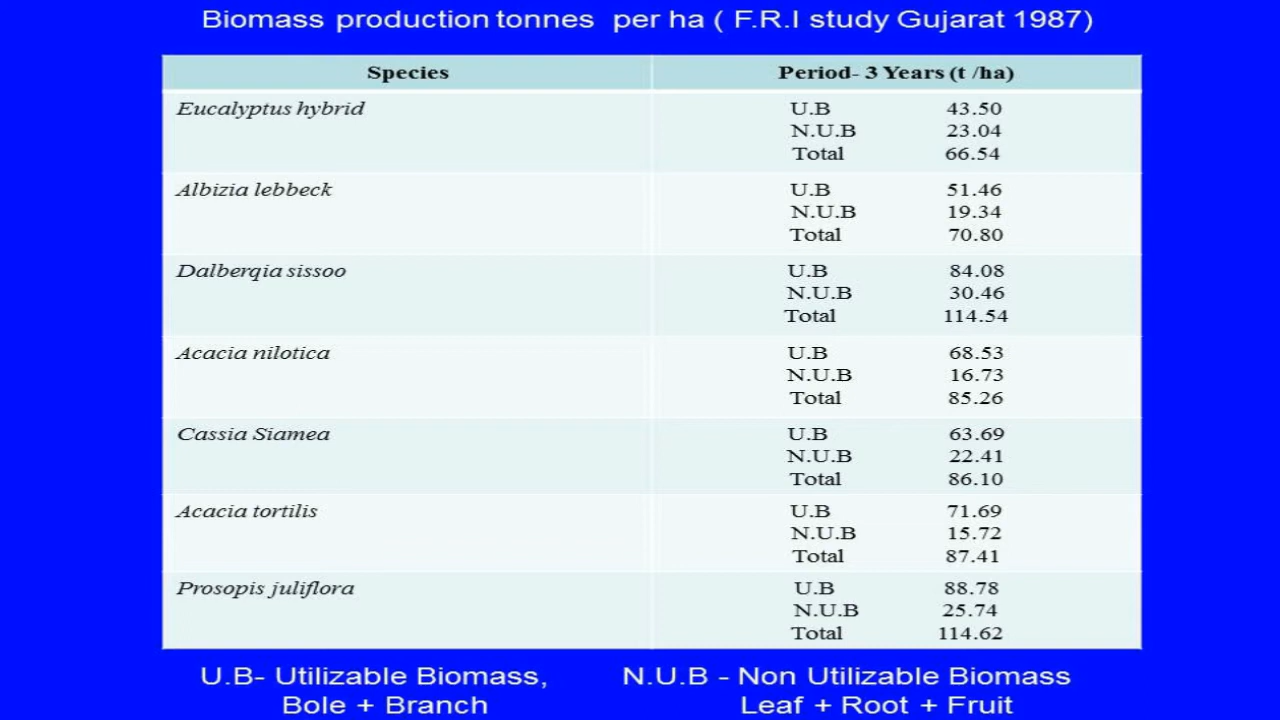 Biomass production tonnes per ha ( F.R.I study Gujarat 1987)
Species Period- 3 Years (t /ha)
Eucalyptus hybrid U.B 43.50
N.U.B 23.04
Total 66.54
Albizia lebbeck U.B 51.46
N.U.B 19.34
Total 70.80
Dalberqia sissoo U.B 84.08
N.U.B 30.46
Total 114.54
Acacia nilotica U.B 68.53
N.U.B 16.73
Total 85.26
Cassia Siamea U.B 63.69
N.U.B 22.41
Total 86.10
Acacia tortilis U.B 71.69
N.U.B 15.72
Total 87.41
Prosopis juliflora U.B 88.78
N.U.B 25.74
Total 114.62
U.B- Utilizable Biomass, N.U.B - Non Utilizable Biomass
Bole + Branch Leaf + Root + Fruit